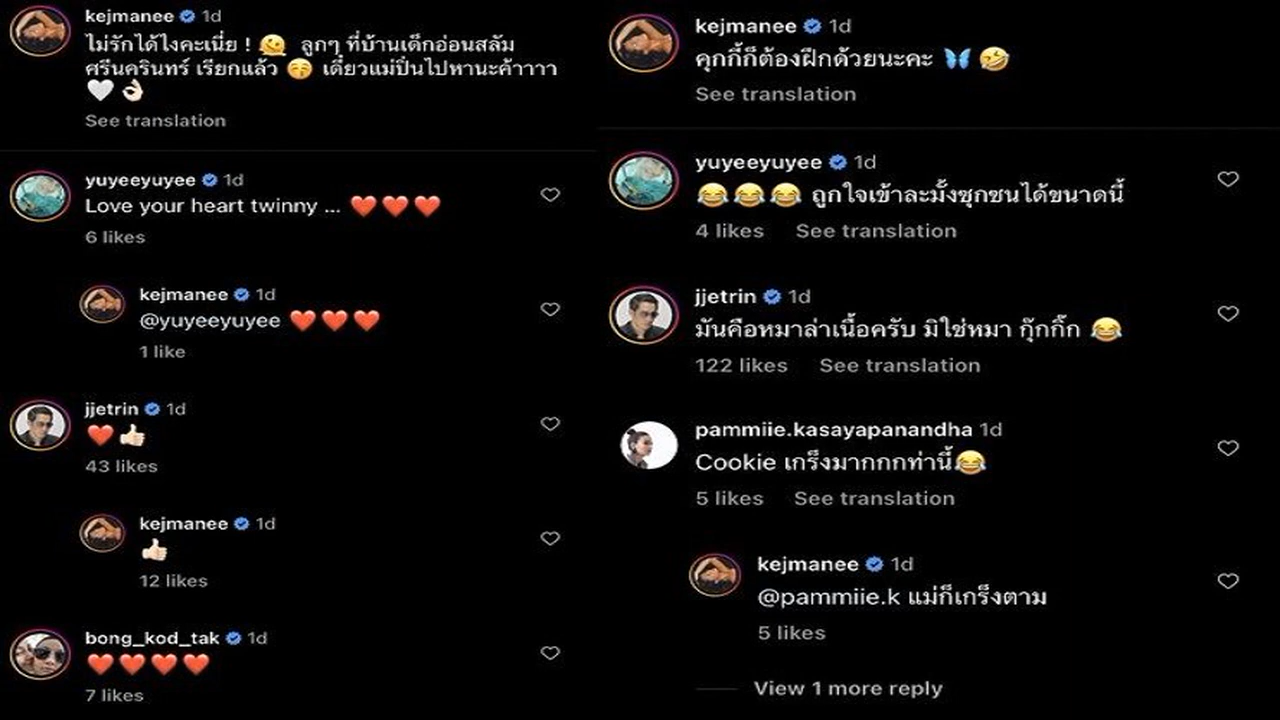 kejmanee 1d
ไม่รักได้ไงคะเนี่ย ! 🫠 ลูกๆ ที่บ้านเด็กอ่อนสลัม
ศรีนครินทร์ เรียกแล้ว 😚 เดี๋ยวแม่ปิ่นไปหานะค้าาาา
🤍👌🏻
See translation
yuyeeyuyee 1d
Love your heart twinny ... ❤️❤️❤️
6 likes
kejmanee 1d
@yuyeeyuyee ❤️❤️❤️
1 like
jjetrin 1d
❤️👍🏻
43 likes
kejmanee 1d
👍🏻
12 likes
bong_kod_tak 1d
❤️❤️❤️❤️
7 likes
kejmanee 1d
คุกกี้ก็ต้องฝึกด้วยนะคะ 🦋🤣
See translation
yuyeeyuyee 1d
😂😂😂 ถูกใจเข้าละมั้งซุกซนได้ขนาดนี้
4 likes See translation
jjetrin 1d
มันคือหมาล่าเนื้อครับ มิใช่หมา กุ๊กกิ๊ก 😂
122 likes See translation
pammiie.kasayapanandha 1d
Cookie เกร็งมากกกท่านี้😂
5 likes See translation
kejmanee 1d
@pammiie.k แม่ก็เกร็งตาม
5 likes
View 1 more reply